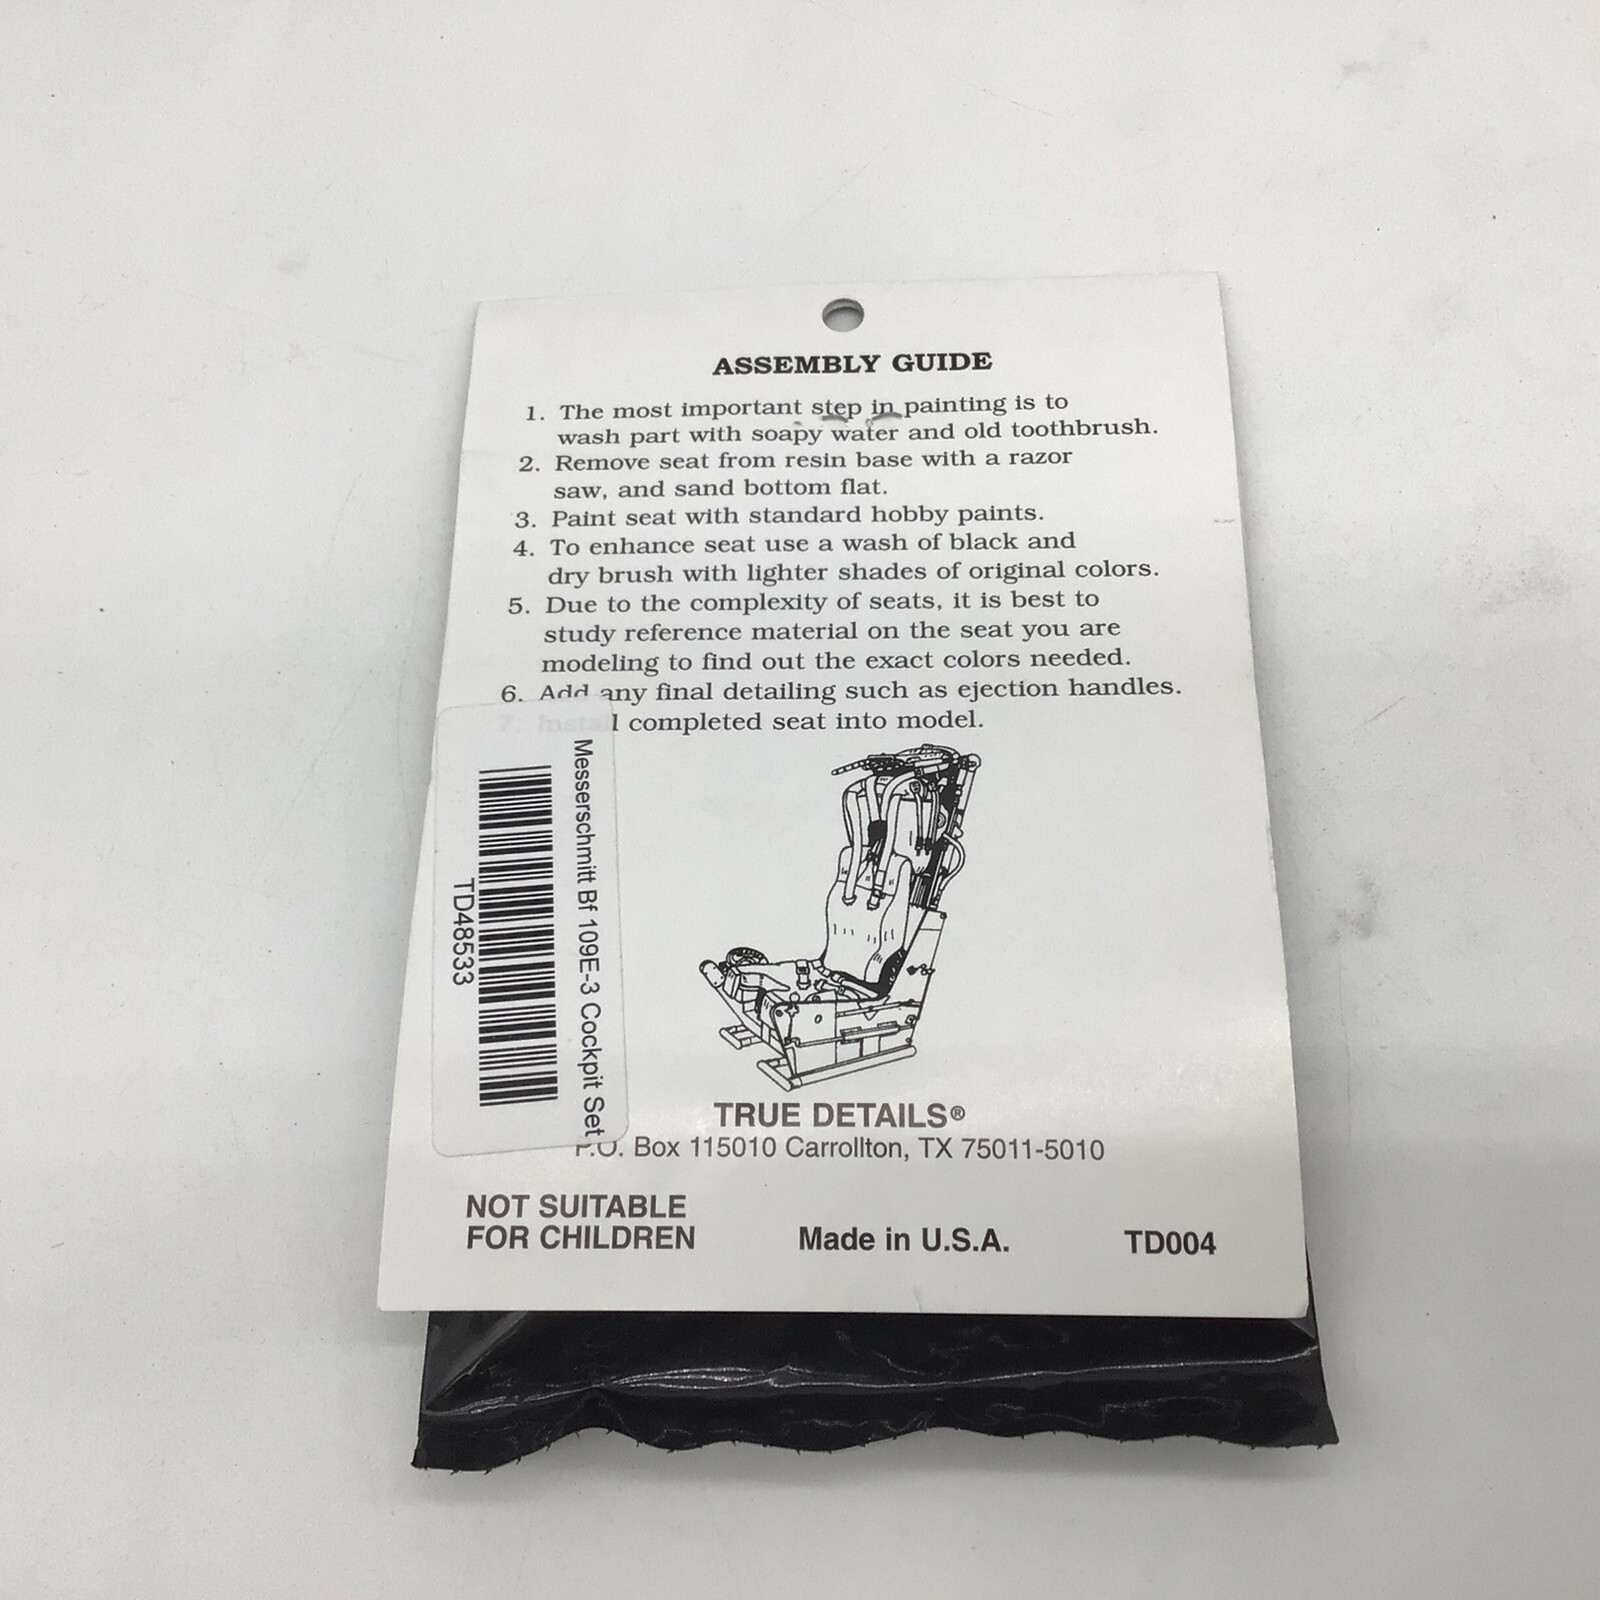 ASSEMBLY GUIDE
1. The most important step in painting is to
wash part with soapy water and old toothbrush.
2. Remove seat from resin base with a razor
saw, and sand bottom flat.
3. Paint seat with standard hobby paints.
4. To enhance seat use a wash of black and
dry brush with lighter shades of original colors.
5. Due to the complexity of seats, it is best to
study reference material on the seat you are
modeling to find out the exact colors needed.
6. Add any final detailing such as ejection handles.
7. Install completed seat into model.
Messerschmitt Bf 109E-3 Cockpit Set
TD48533
TRUE DETAILS®
P.O. Box 115010 Carrollton, TX 75011-5010
NOT SUITABLE
FOR CHILDREN
Made in U.S.A.
TD004